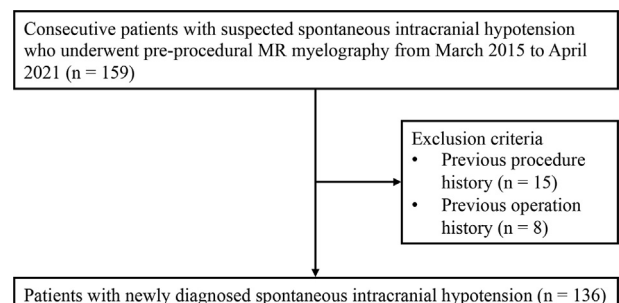 Consecutive patients with suspected spontaneous intracranial hypotension
who underwent pre-procedural MR myelography from March 2015 to April
2021 (n = 159)
Exclusion criteria
• Previous procedure
history (n = 15)
• Previous operation
history (n = 8)
Patients with newly diagnosed spontaneous intracranial hypotension (n = 136)